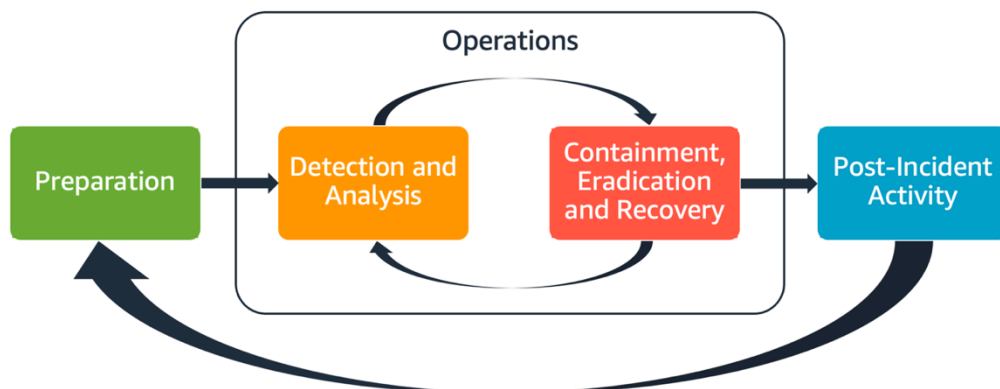 Operations
Preparation
Detection and
Analysis
Containment,
Eradication
and Recovery
Post-Incident
Activity